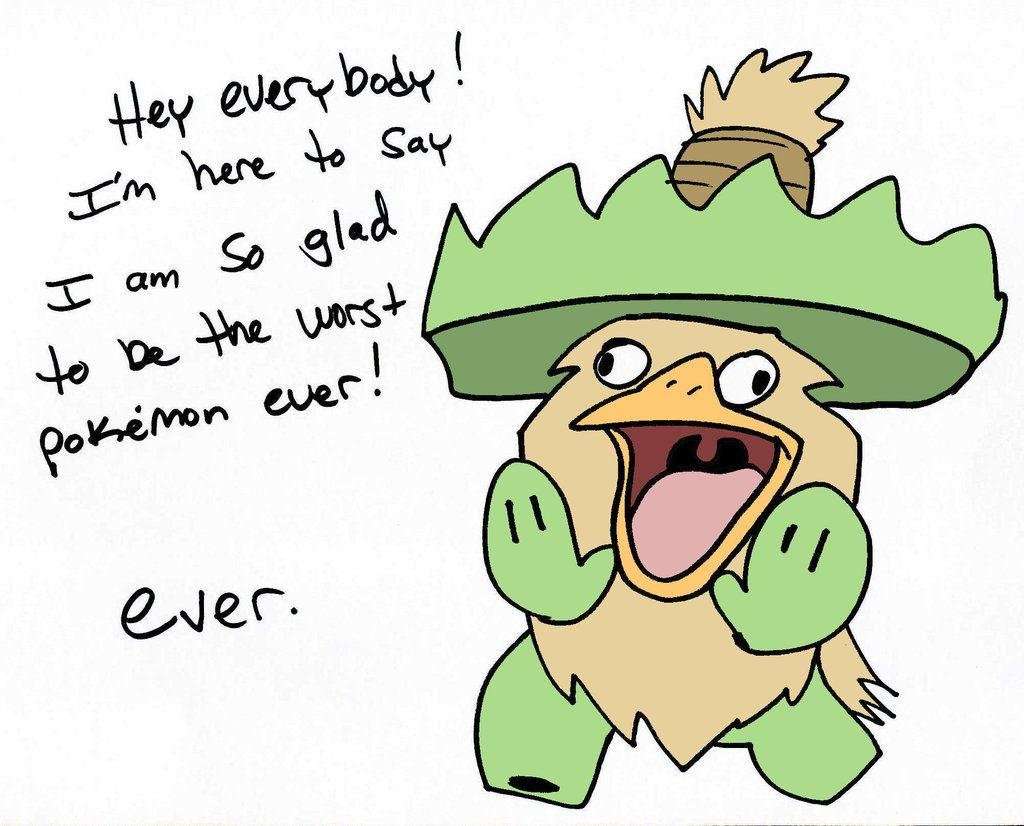 Hey everybody!
I'm here to say
I am so glad
to be the worst
pokémon ever!
ever.